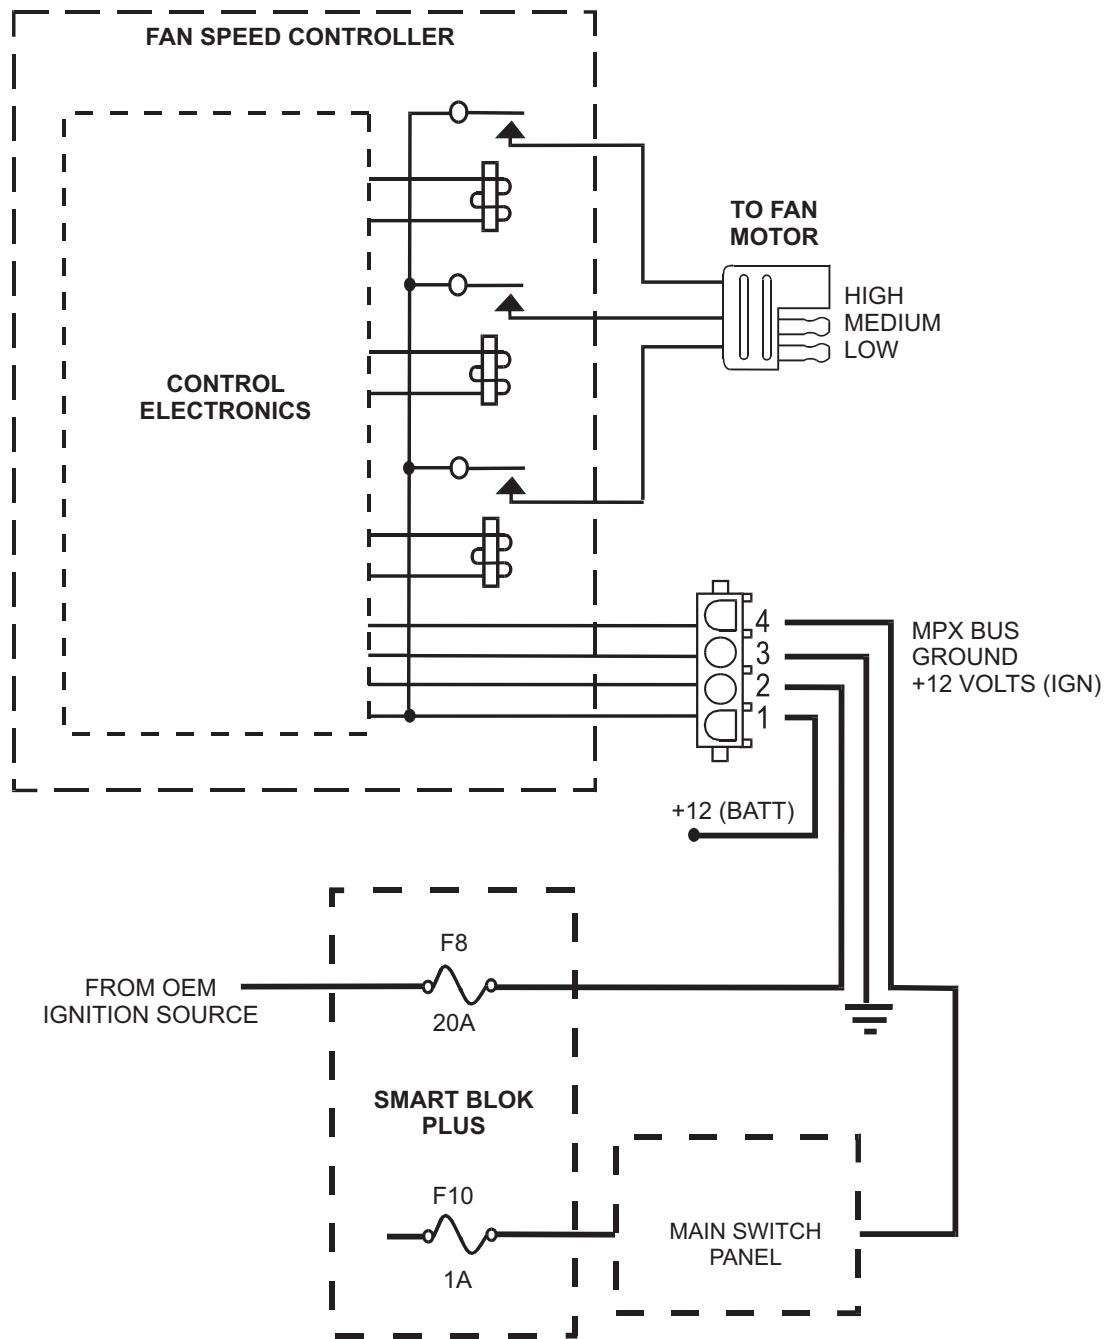 FAN SPEED CONTROLLER
TO FAN
MOTOR
HIGH
MEDIUM
LOW
CONTROL
ELECTRONICS
4
3
2
1
MPX BUS
GROUND
+12 VOLTS (IGN)
+12 (BATT)
F8
20A
FROM OEM
IGNITION SOURCE
SMART BLOK
PLUS
F10
1A
MAIN SWITCH
PANEL